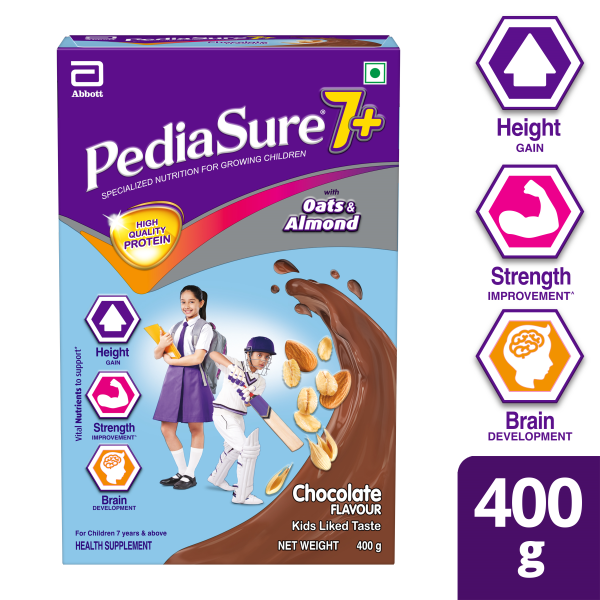 Abbott
PediaSure® 7+
SPECIALIZED NUTRITION FOR GROWING CHILDREN
with
Oats &
Almond
HIGH
QUALITY
PROTEIN
Vital Nutrients to support*
Height
GAIN
Strength
IMPROVEMENT^
Brain
DEVELOPMENT
Chocolate
FLAVOUR
Kids Liked Taste
NET WEIGHT 400 g
For Children 7 years & above
HEALTH SUPPLEMENT
Height
GAIN
Strength
IMPROVEMENT^
Brain
DEVELOPMENT
400
g